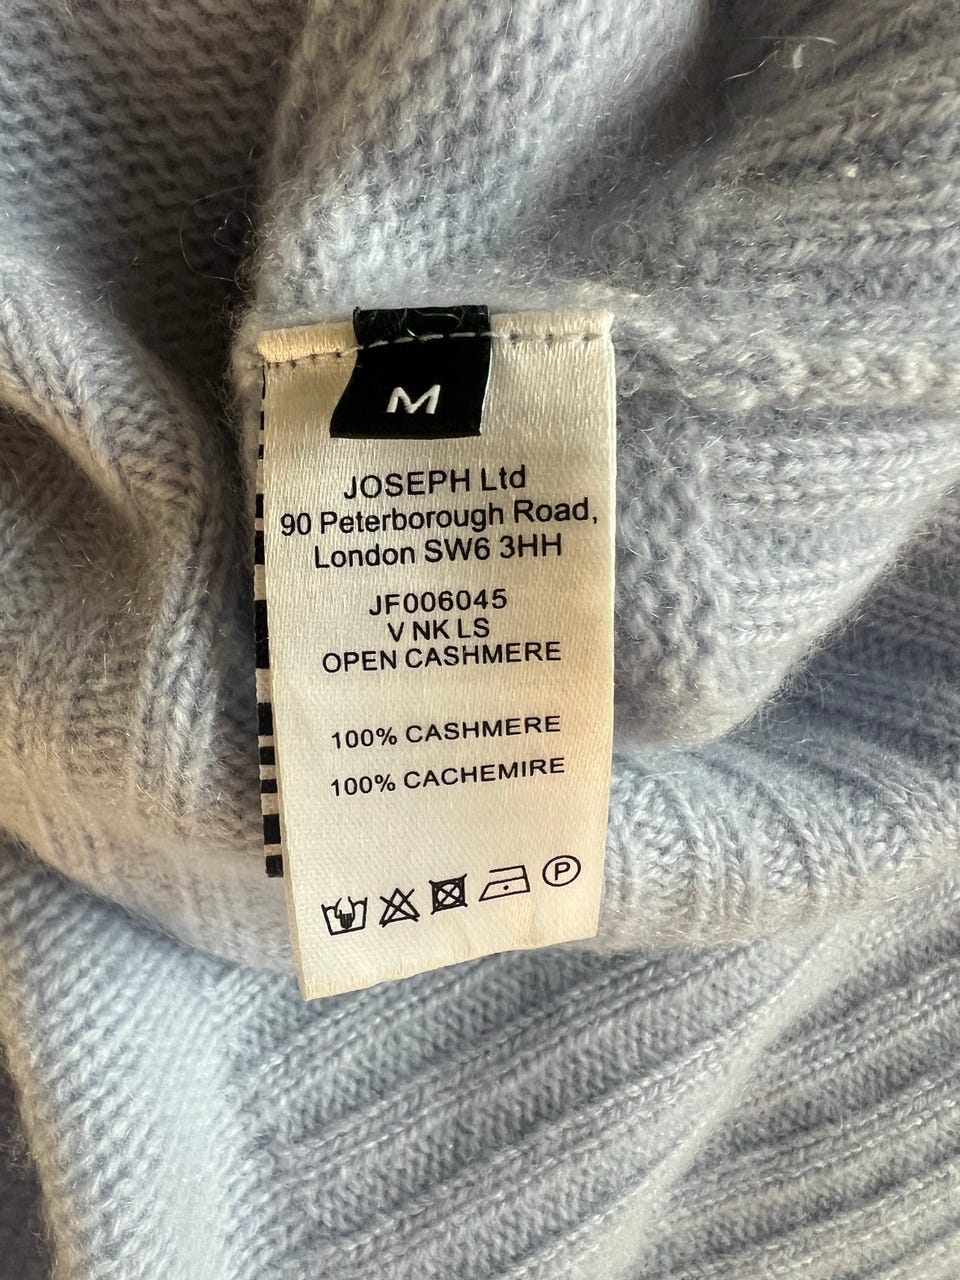 M
JOSEPH Ltd
90 Peterborough Road,
London SW6 3HH
JF006045
V NK LS
OPEN CASHMERE
100% CASHMERE
100% CACHEMIRE
P